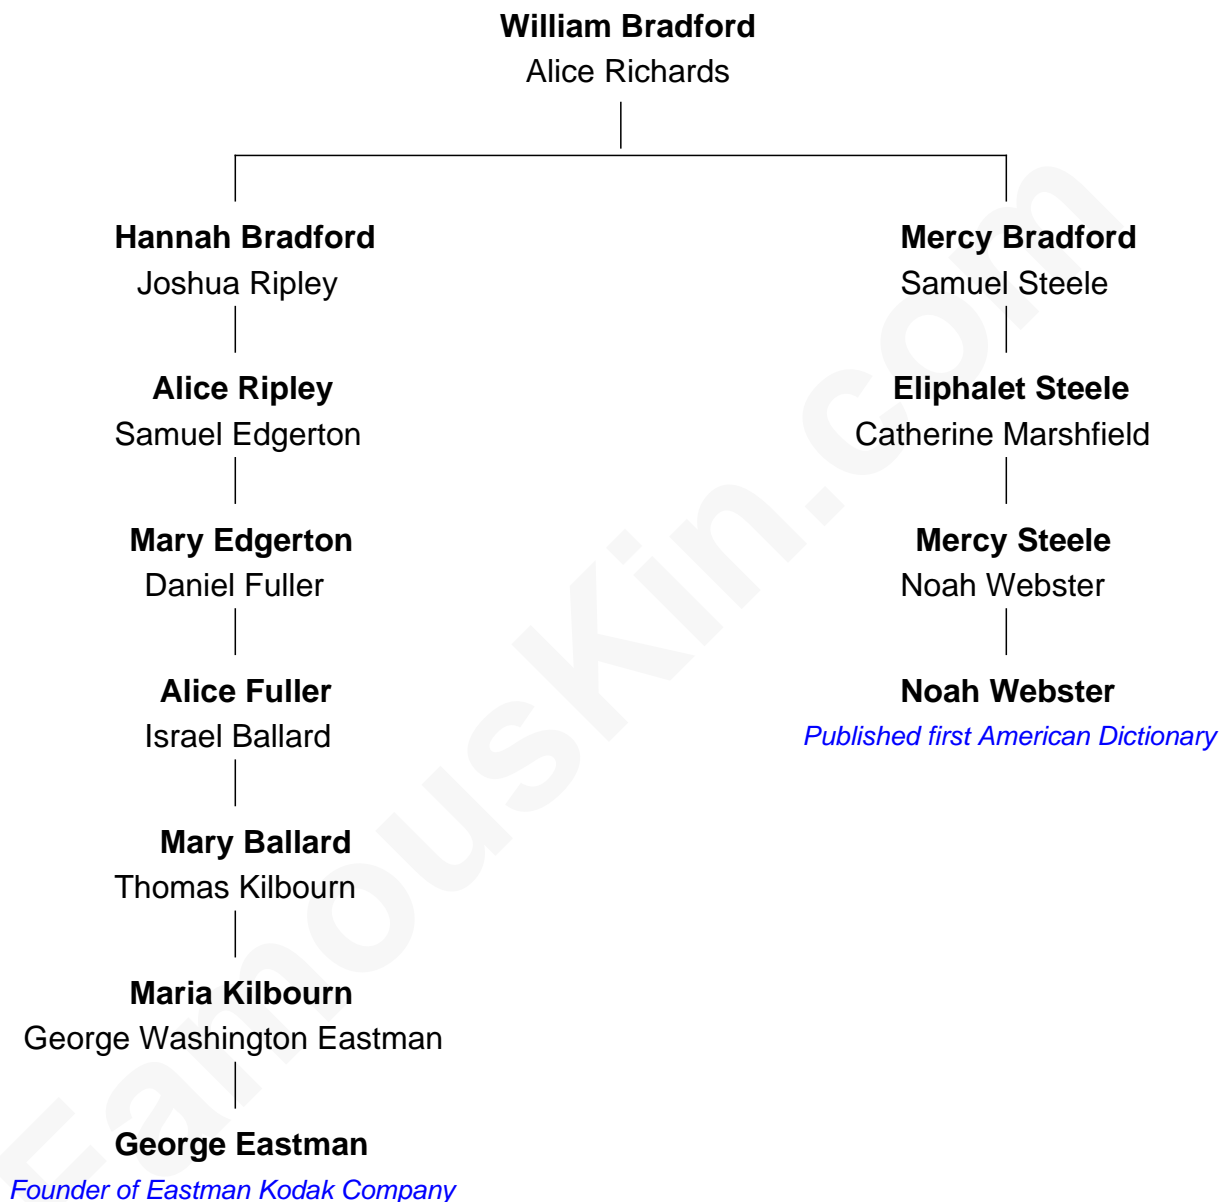 William Bradford
Alice Richards
Hannah Bradford
Joshua Ripley
Alice Ripley
Samuel Edgerton
Mary Edgerton
Daniel Fuller
Alice Fuller
Israel Ballard
Mary Ballard
Thomas Kilbourn
Maria Kilbourn
George Washington Eastman
George Eastman
Founder of Eastman Kodak Company
Mercy Bradford
Samuel Steele
Eliphalet Steele
Catherine Marshfield
Mercy Steele
Noah Webster
Noah Webster
Published first American Dictionary
FamousKin.com